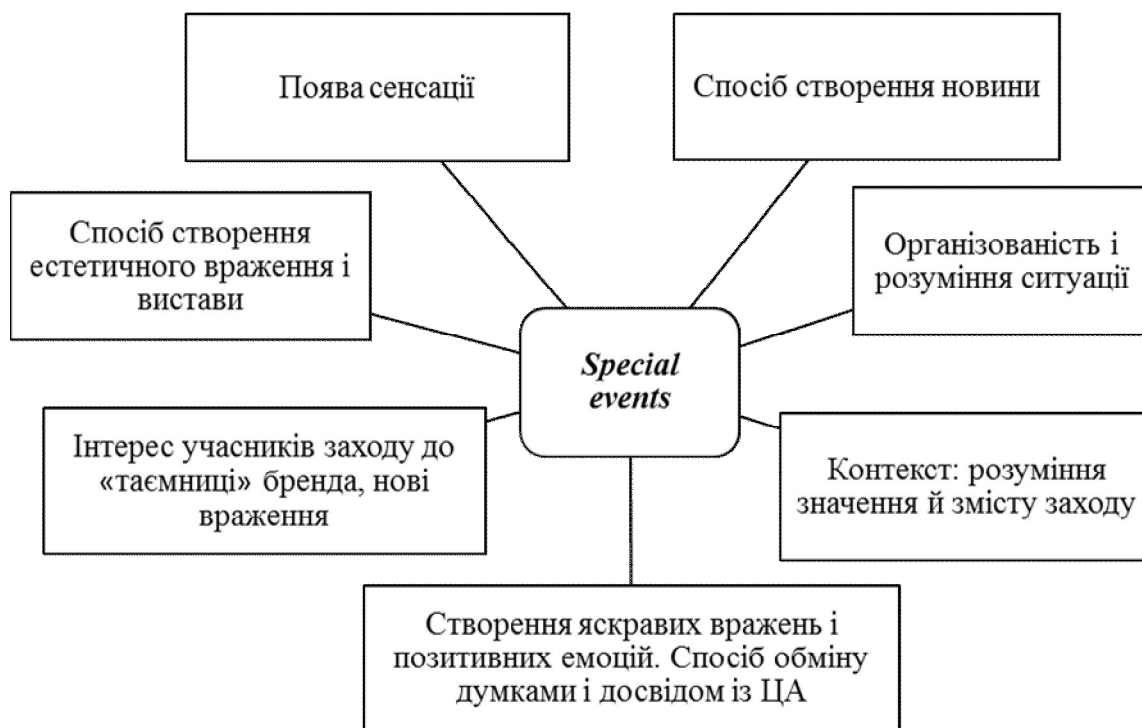 Поява сенсації
Спосіб створення новини
Спосіб створення
естетичного враження і
вистави
Організованість і
розуміння ситуації
Special
events
Інтерес учасників заходу до
«таємниці» бренда, нові
враження
Контекст: розуміння
значення й змісту заходу
Створення яскравих вражень і
позитивних емоцій. Спосіб обміну
думками і досвідом із ЦА